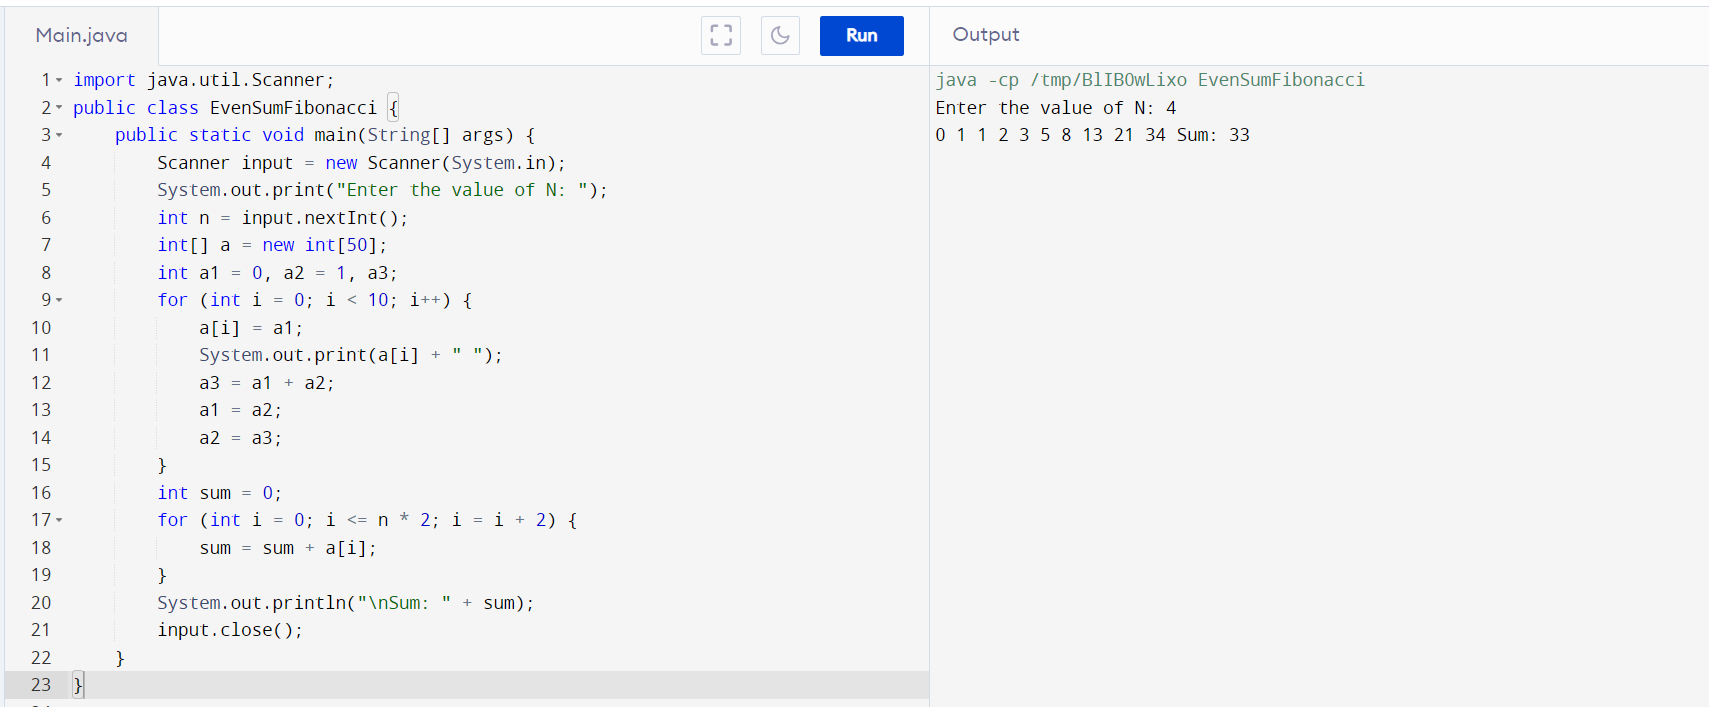 Main.java
Run
Output
1 import java.util.Scanner;
2 public class EvenSumFibonacci {
3     public static void main(String[] args) {
4         Scanner input = new Scanner(System.in);
5         System.out.print("Enter the value of N: ");
6         int n = input.nextInt();
7         int[] a = new int[50];
8         int a1 = 0, a2 = 1, a3;
9         for (int i = 0; i < 10; i++) {
10             a[i] = a1;
11             System.out.print(a[i] + " ");
12             a3 = a1 + a2;
13             a1 = a2;
14             a2 = a3;
15         }
16         int sum = 0;
17         for (int i = 0; i <= n * 2; i = i + 2) {
18             sum = sum + a[i];
19         }
20         System.out.println("\nSum: " + sum);
21         input.close();
22     }
23 }
java -cp /tmp/BlIBOwLixo EvenSumFibonacci
Enter the value of N: 4
0 1 1 2 3 5 8 13 21 34 Sum: 33